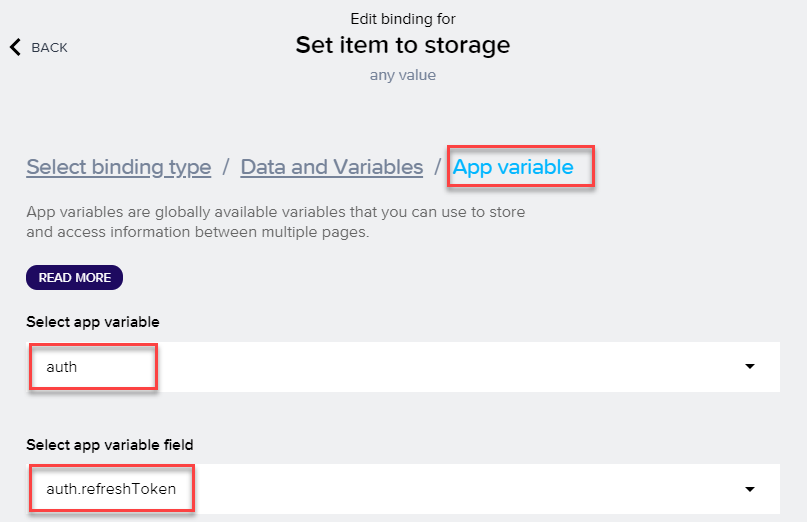 Edit binding for
BACK
Set item to storage
any value
Select binding type / Data and Variables / App variable
App variables are globally available variables that you can use to store
and access information between multiple pages.
READ MORE
Select app variable
auth
Select app variable field
auth.refreshToken